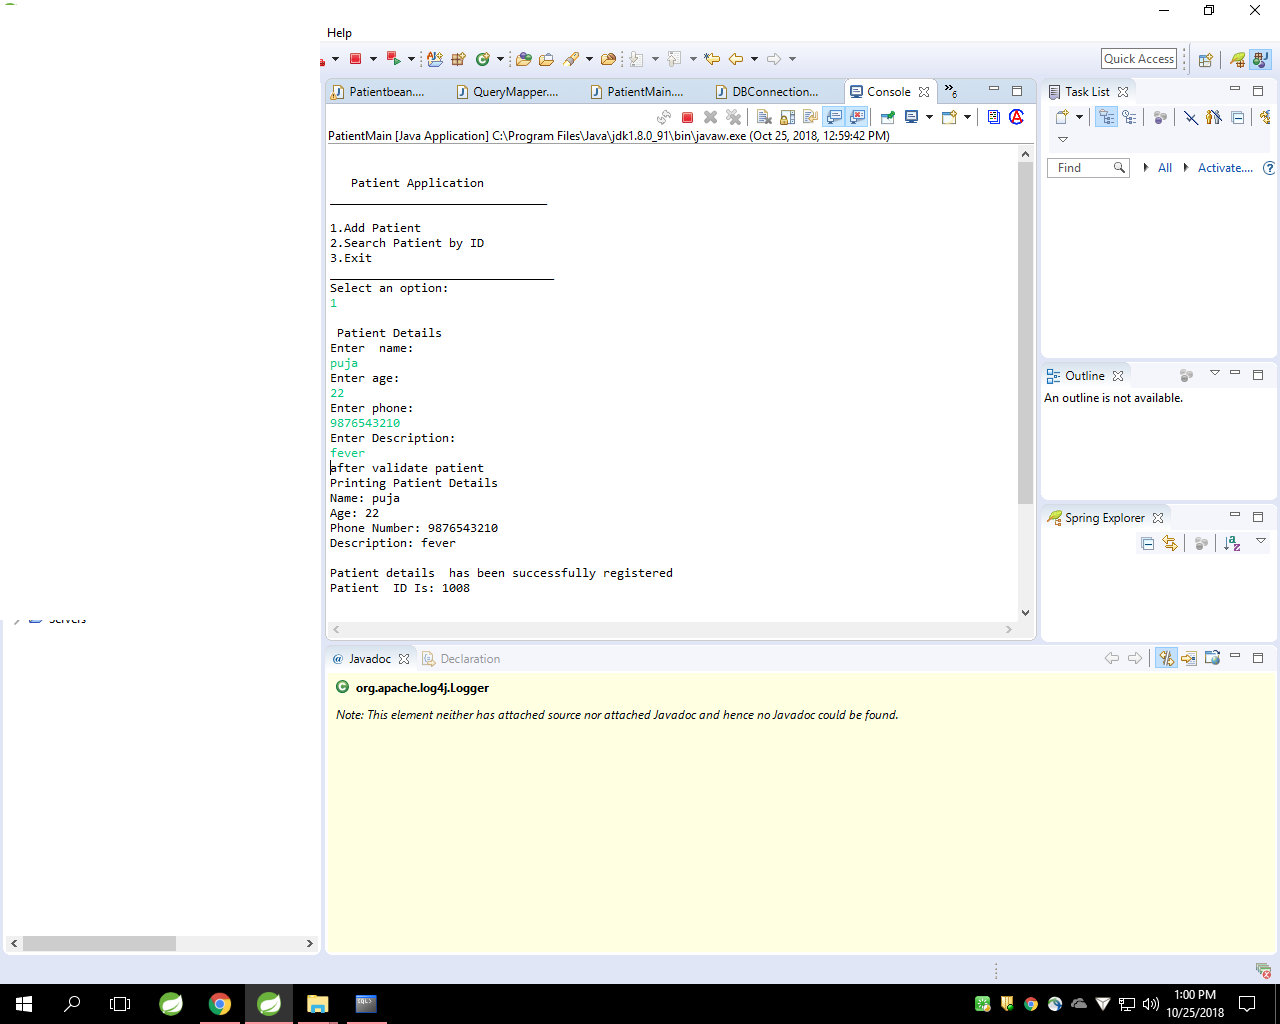 Help
Quick Access
Patientbean....
QueryMapper....
PatientMain....
DBConnection...
Console
»6
Task List
PatientMain [Java Application] C:\Program Files\Java\jdk1.8.0_91\bin\javaw.exe (Oct 25, 2018, 12:59:42 PM)
Find
All
Activate....
Patient Application
_______________________________
1.Add Patient
2.Search Patient by ID
3.Exit
________________________________
Select an option:
1
Patient Details
Enter  name:
puja
Enter age:
22
Enter phone:
9876543210
Enter Description:
fever
after validate patient
Printing Patient Details
Name: puja
Age: 22
Phone Number: 9876543210
Description: fever
Patient details  has been successfully registered
Patient  ID Is: 1008
Outline
An outline is not available.
Spring Explorer
Servers
@ Javadoc
Declaration
org.apache.log4j.Logger
Note: This element neither has attached source nor attached Javadoc and hence no Javadoc could be found.
SQL>
1:00 PM
10/25/2018